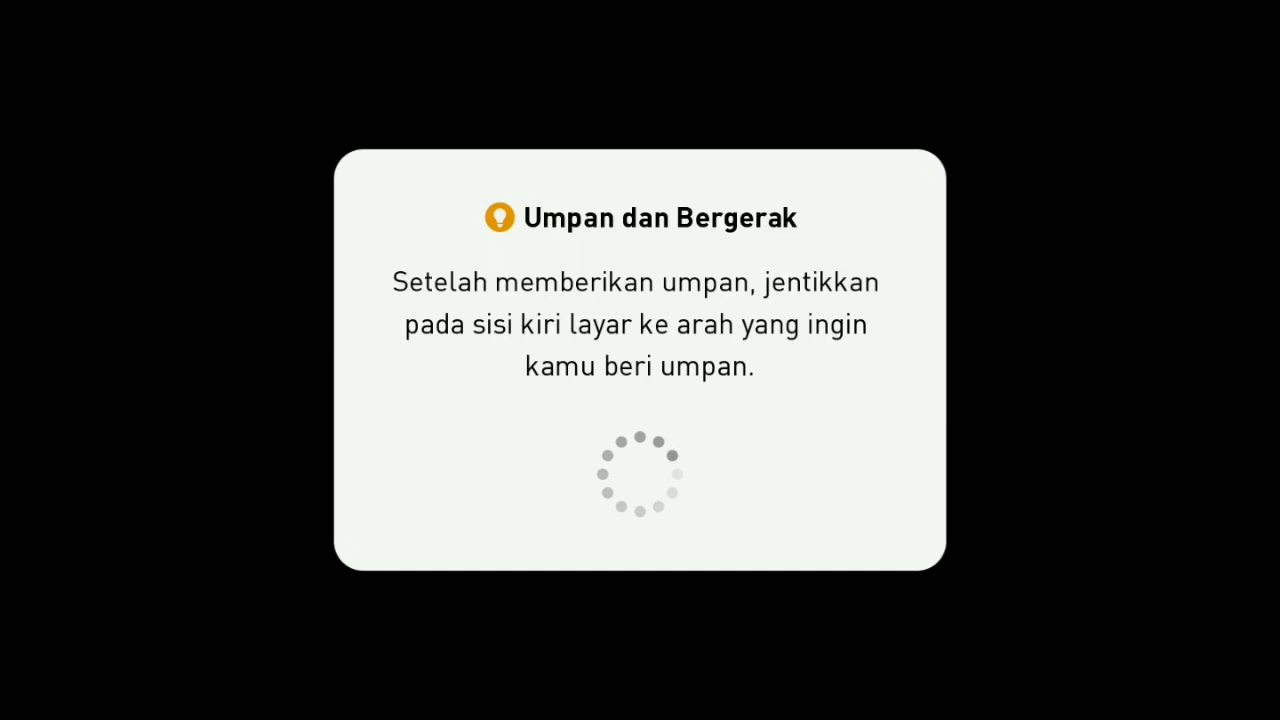 Umpan dan Bergerak
Setelah memberikan umpan, jentikkan
pada sisi kiri layar ke arah yang ingin
kamu beri umpan.